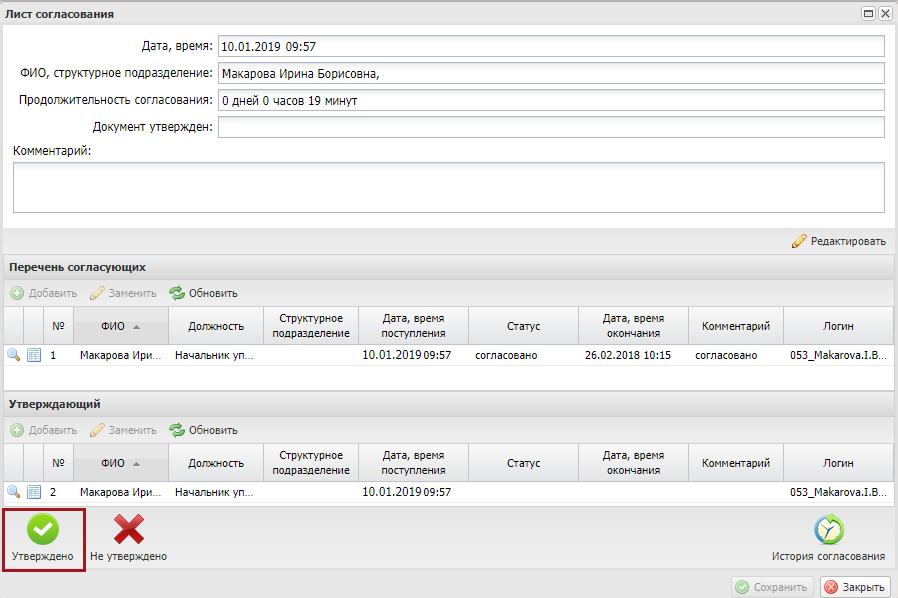 Лист согласования
Дата, время: 10.01.2019 09:57
ФИО, структурное подразделение: Макарова Ирина Борисовна,
Продолжительность согласования: 0 дней 0 часов 19 минут
Документ утвержден:
Комментарий:
Редактировать
Перечень согласующих
Добавить Заменить Обновить
№ ФИО Должность Структурное подразделение Дата, время поступления Статус Дата, время окончания Комментарий Логин
1 Макарова Ири... Начальник уп... 10.01.2019 09:57 согласовано 26.02.2018 10:15 согласовано 053_Makarova.I.B...
Утверждающий
Добавить Заменить Обновить
№ ФИО Должность Структурное подразделение Дата, время поступления Статус Дата, время окончания Комментарий Логин
2 Макарова Ири... Начальник уп... 10.01.2019 09:57 053_Makarova.I.B...
Утверждено Не утверждено История согласования
Сохранить Закрыть